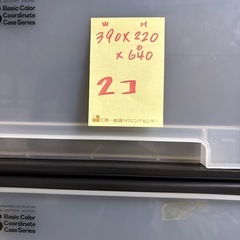 Basic Color
Coordinate
Case Series
W H
390×220
×640
2コ
Basic Color
Coordinate
Case Series